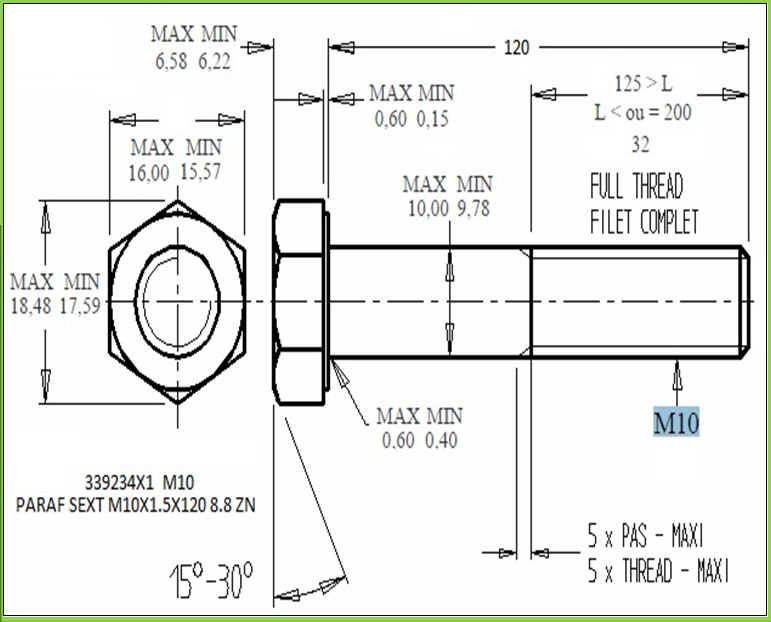 MAX MIN
6,58 6,22
120
MAX MIN
0,60 0,15
125 > L
L < ou = 200
32
MAX MIN
16,00 15,57
MAX MIN
10,00 9,78
FULL THREAD
FILET COMPLET
MAX MIN
18,48 17,59
MAX MIN
0,60 0,40
M10
339234X1 M10
PARAF SEXT M10X1.5X120 8.8 ZN
5 x PAS - MAXI
5 x THREAD - MAXI
15°-30°